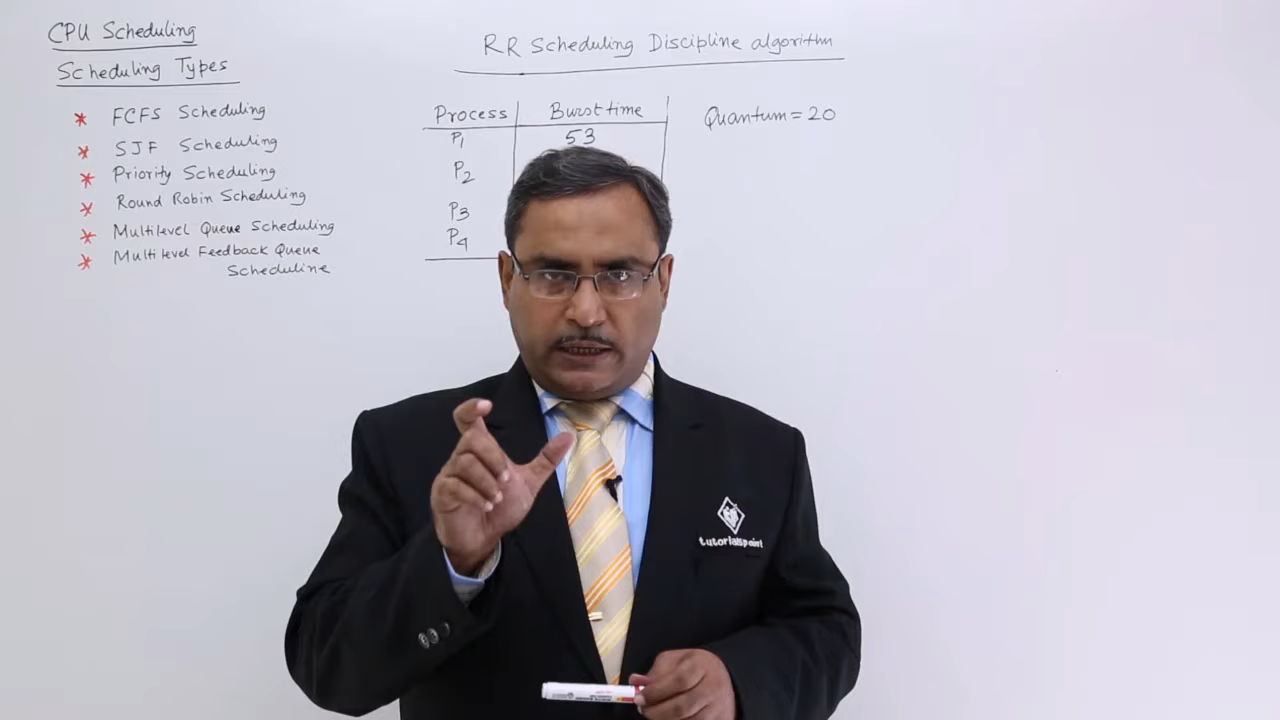 CPU Scheduling
Scheduling Types
* FCFS Scheduling
* SJF Scheduling
* Priority Scheduling
* Round Robin Scheduling
* Multilevel Queue Scheduling
* Multilevel Feedback Queue
Scheduline
RR Scheduling Discipline algorithm
Process Burst time
P1 53
P2
P3
P4
Quantum = 20
tutorialspoint